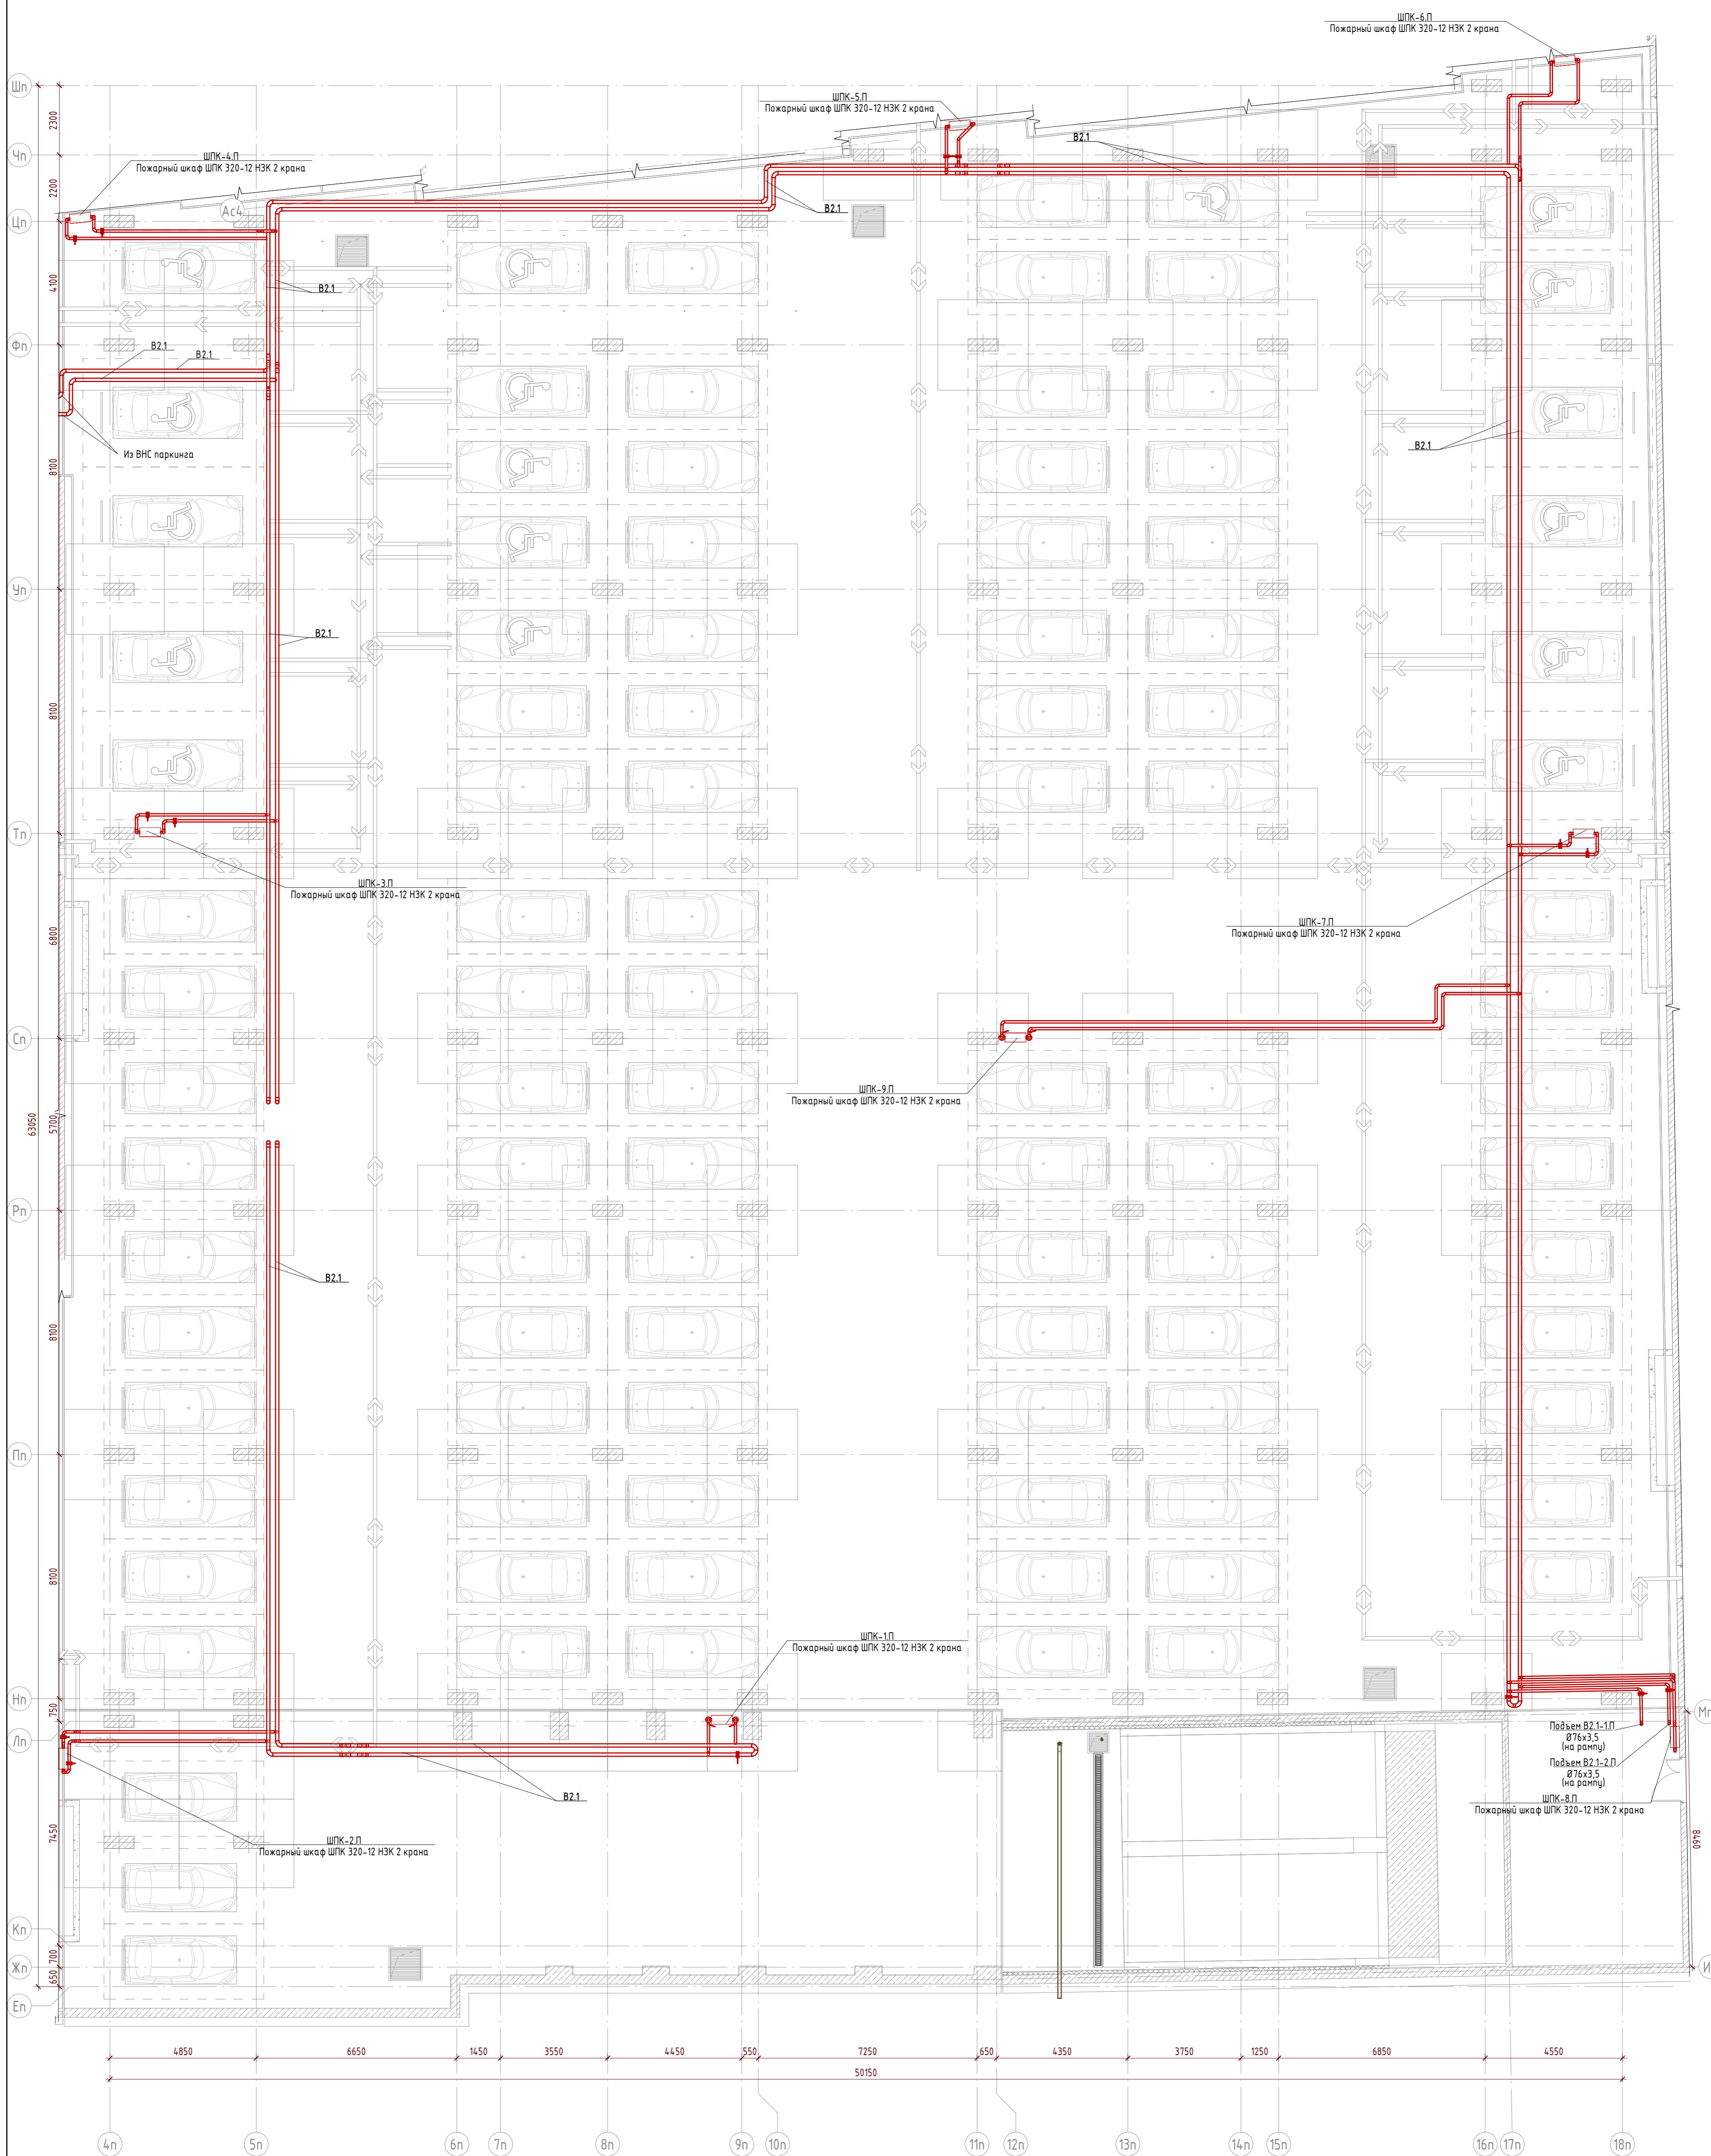 ШПК-6.П
Пожарный шкаф ШПК 320-12 НЗК 2 крана
Шп
2300
ШПК-5.П
Пожарный шкаф ШПК 320-12 НЗК 2 крана
В2.1
Чп
ШПК-4.П
Пожарный шкаф ШПК 320-12 НЗК 2 крана
2200
Ас4
В2.1
Цп
4100
В2.1
Фп
В2.1
В2.1
В2.1
Из ВНС паркинга
8100
Уп
В2.1
8100
Тп
ШПК-3.П
Пожарный шкаф ШПК 320-12 НЗК 2 крана
ШПК-7.П
Пожарный шкаф ШПК 320-12 НЗК 2 крана
6800
Сп
ШПК-9.П
Пожарный шкаф ШПК 320-12 НЗК 2 крана
63050
5700
Рп
В2.1
8100
Пп
8100
ШПК-1.П
Пожарный шкаф ШПК 320-12 НЗК 2 крана
Нп
750
Мп
Лп
Подъем В2.1-1.П
Ø76х3,5
(на рампу)
Подъем В2.1-2.П
Ø76х3,5
(на рампу)
В2.1
ШПК-8.П
Пожарный шкаф ШПК 320-12 НЗК 2 крана
ШПК-2.П
Пожарный шкаф ШПК 320-12 НЗК 2 крана
7450
8460
Кп
700
Жп
650
И
Еп
4850 6650 1450 3550 4450 550 7250 650 4350 3750 1250 6850 4550
50150
4п 5п 6п 7п 8п 9п 10п 11п 12п 13п 14п 15п 16п 17п 18п